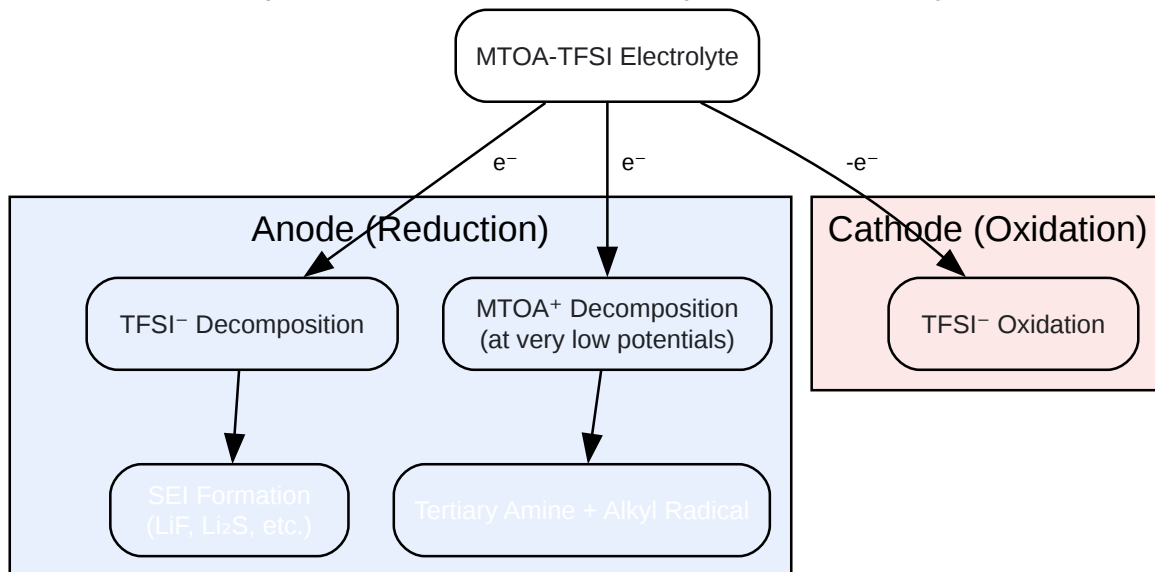 MTOA-TFSI Electrolyte
e⁻
e⁻
-e⁻
Anode (Reduction)
Cathode (Oxidation)
TFSI⁻ Decomposition
MTOA⁺ Decomposition
(at very low potentials)
TFSI⁻ Oxidation
SEI Formation
(LiF, Li₂S, etc.)
Tertiary Amine + Alkyl Radical